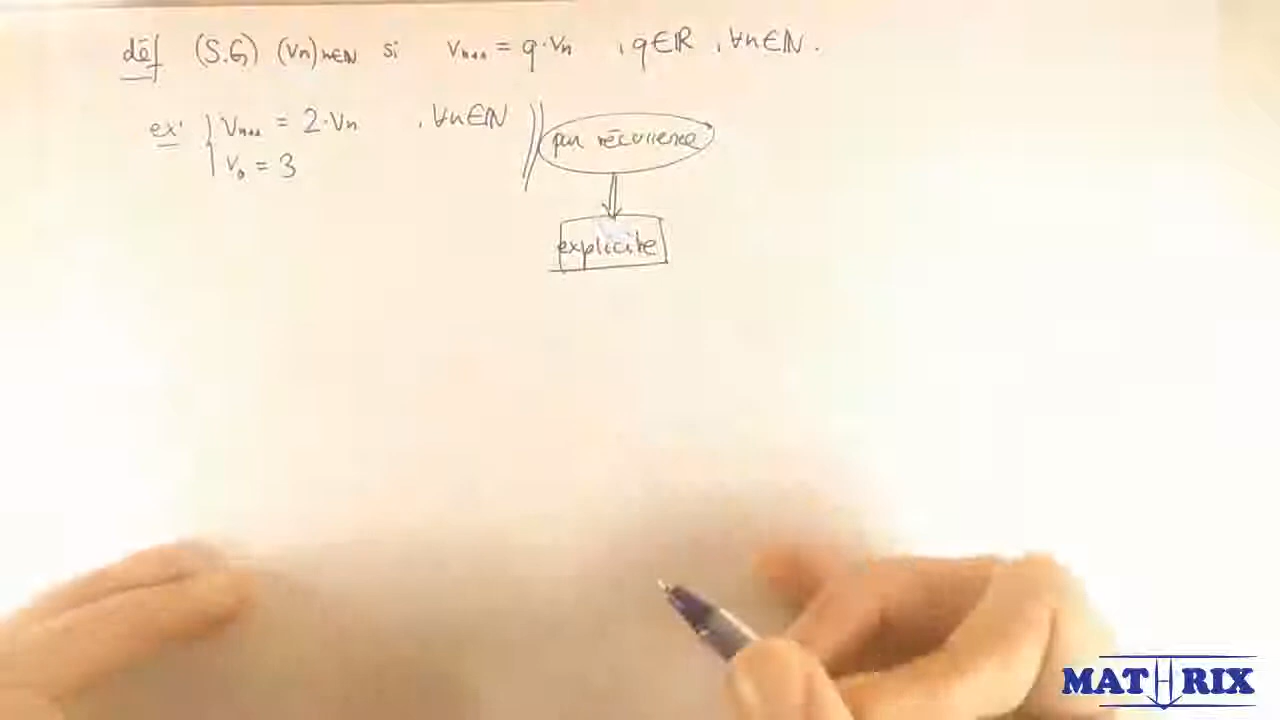 déf (S.G) (Vn)n∈ℕ si Vn+1 = q·Vn , q∈ℝ , ∀n∈ℕ.
ex: { Vn+1 = 2·Vn , ∀n∈ℕ
V0 = 3
par récurrence
explicite
MATHRIX